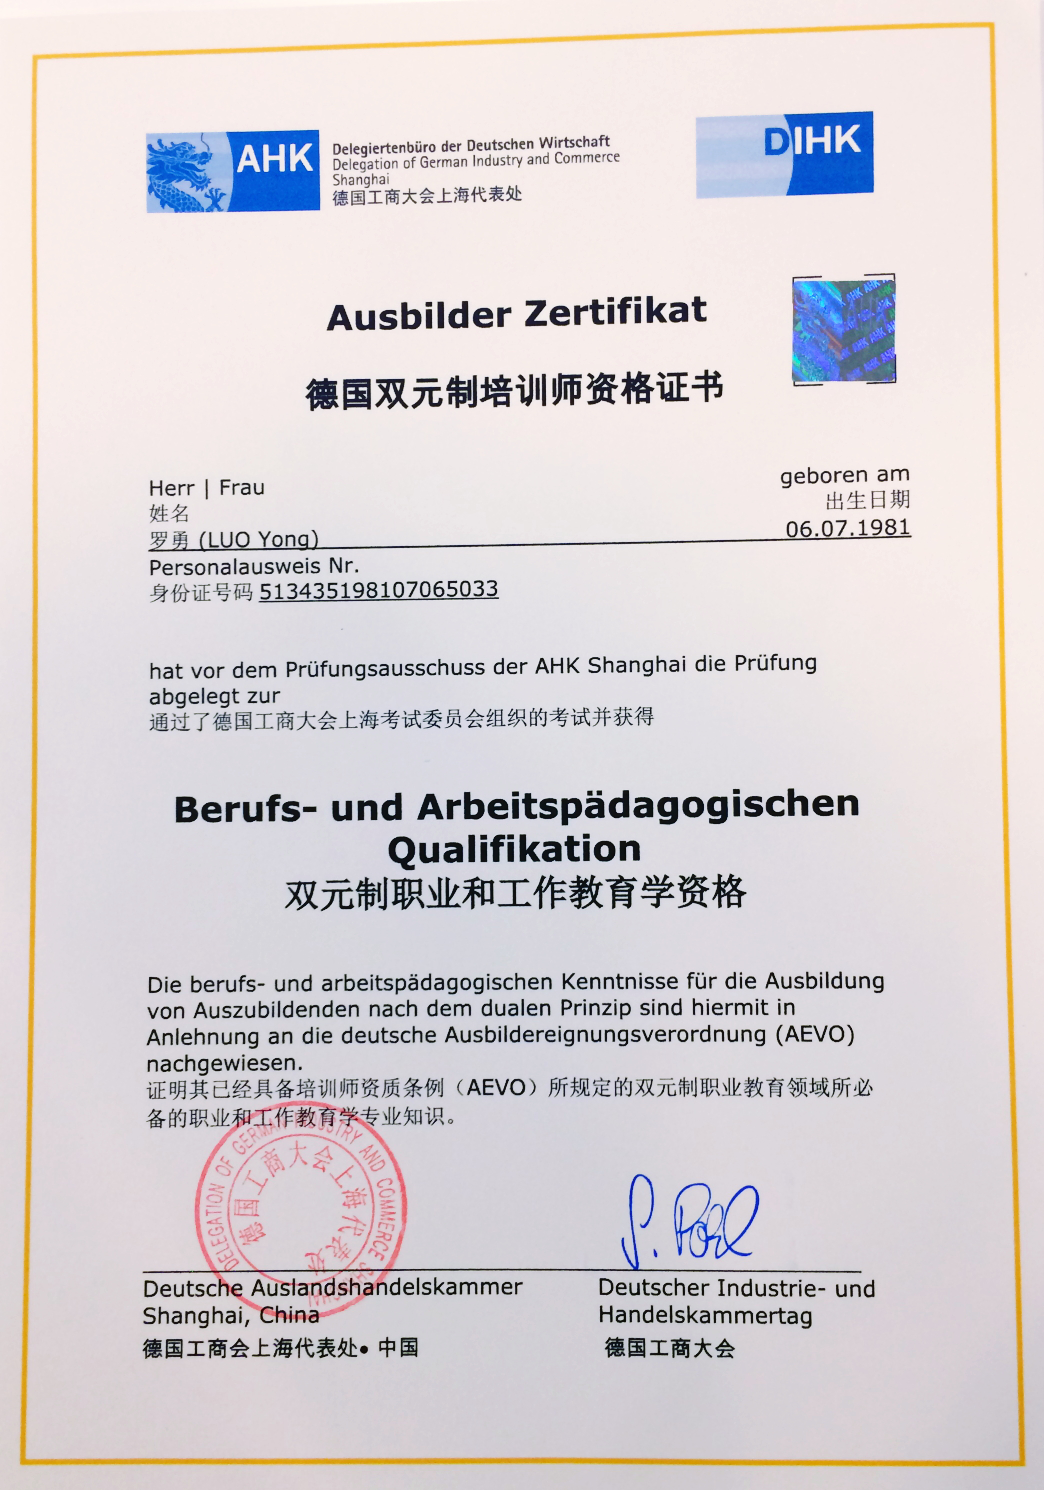 AHK
Delegiertenbüro der Deutschen Wirtschaft
Delegation of German Industry and Commerce
Shanghai
德国工商大会上海代表处
DIHK
Ausbilder Zertifikat
德国双元制培训师资格证书
AHK AHK AHK
Herr | Frau
geboren am
姓名
出生日期
罗勇 (LUO Yong)
06.07.1981
Personalausweis Nr.
身份证号码 513435198107065033
hat vor dem Prüfungsausschuss der AHK Shanghai die Prüfung
abgelegt zur
通过了德国工商大会上海考试委员会组织的考试并获得
Berufs- und Arbeitspädagogischen
Qualifikation
双元制职业和工作教育学资格
Die berufs- und arbeitspädagogischen Kenntnisse für die Ausbildung
von Auszubildenden nach dem dualen Prinzip sind hiermit in
Anlehnung an die deutsche Ausbildereignungsverordnung (AEVO)
nachgewiesen.
证明其已经具备培训师资质条例（AEVO）所规定的双元制职业教育领域所必
备的职业和工作教育学专业知识。
DELEGATION OF GERMAN INDUSTRY AND COMMERCE SHANGHAI
德国工商大会上海代表处
Deutsche Auslandshandelskammer
Shanghai, China
德国工商会上海代表处• 中国
Deutscher Industrie- und
Handelskammertag
德国工商大会